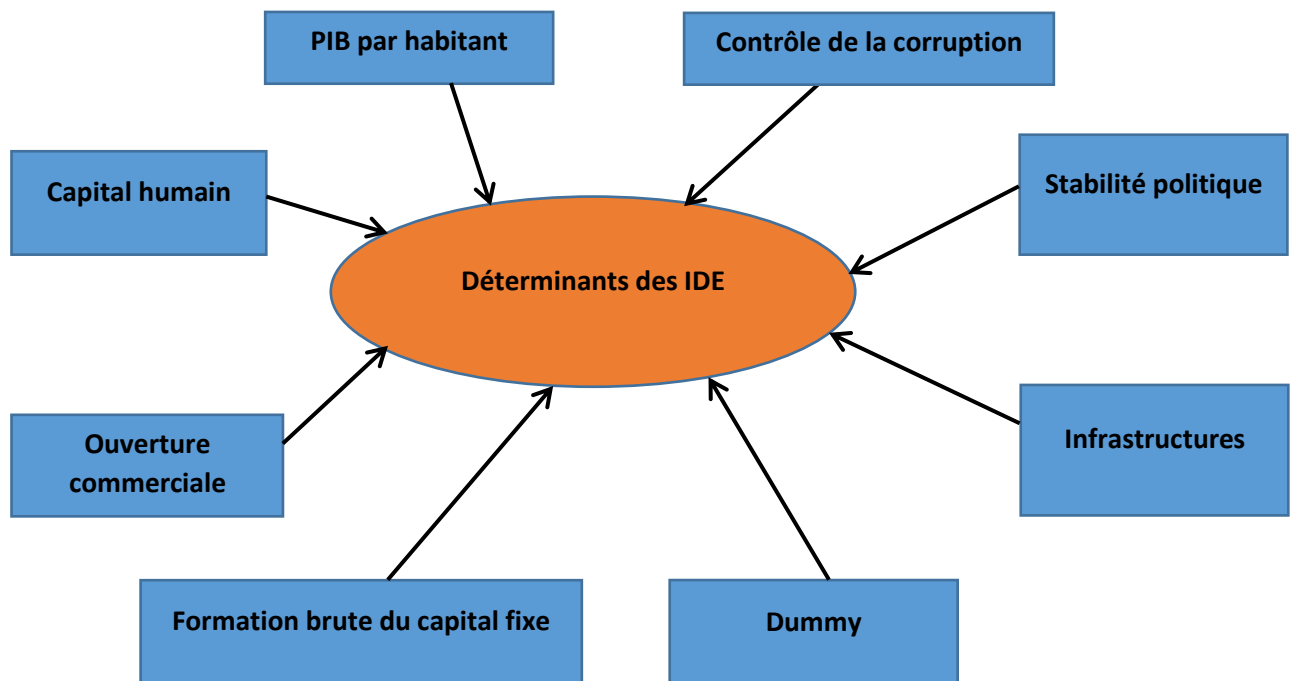 PIB par habitant
Contrôle de la corruption
Capital humain
Stabilité politique
Déterminants des IDE
Ouverture
commerciale
Infrastructures
Formation brute du capital fixe
Dummy